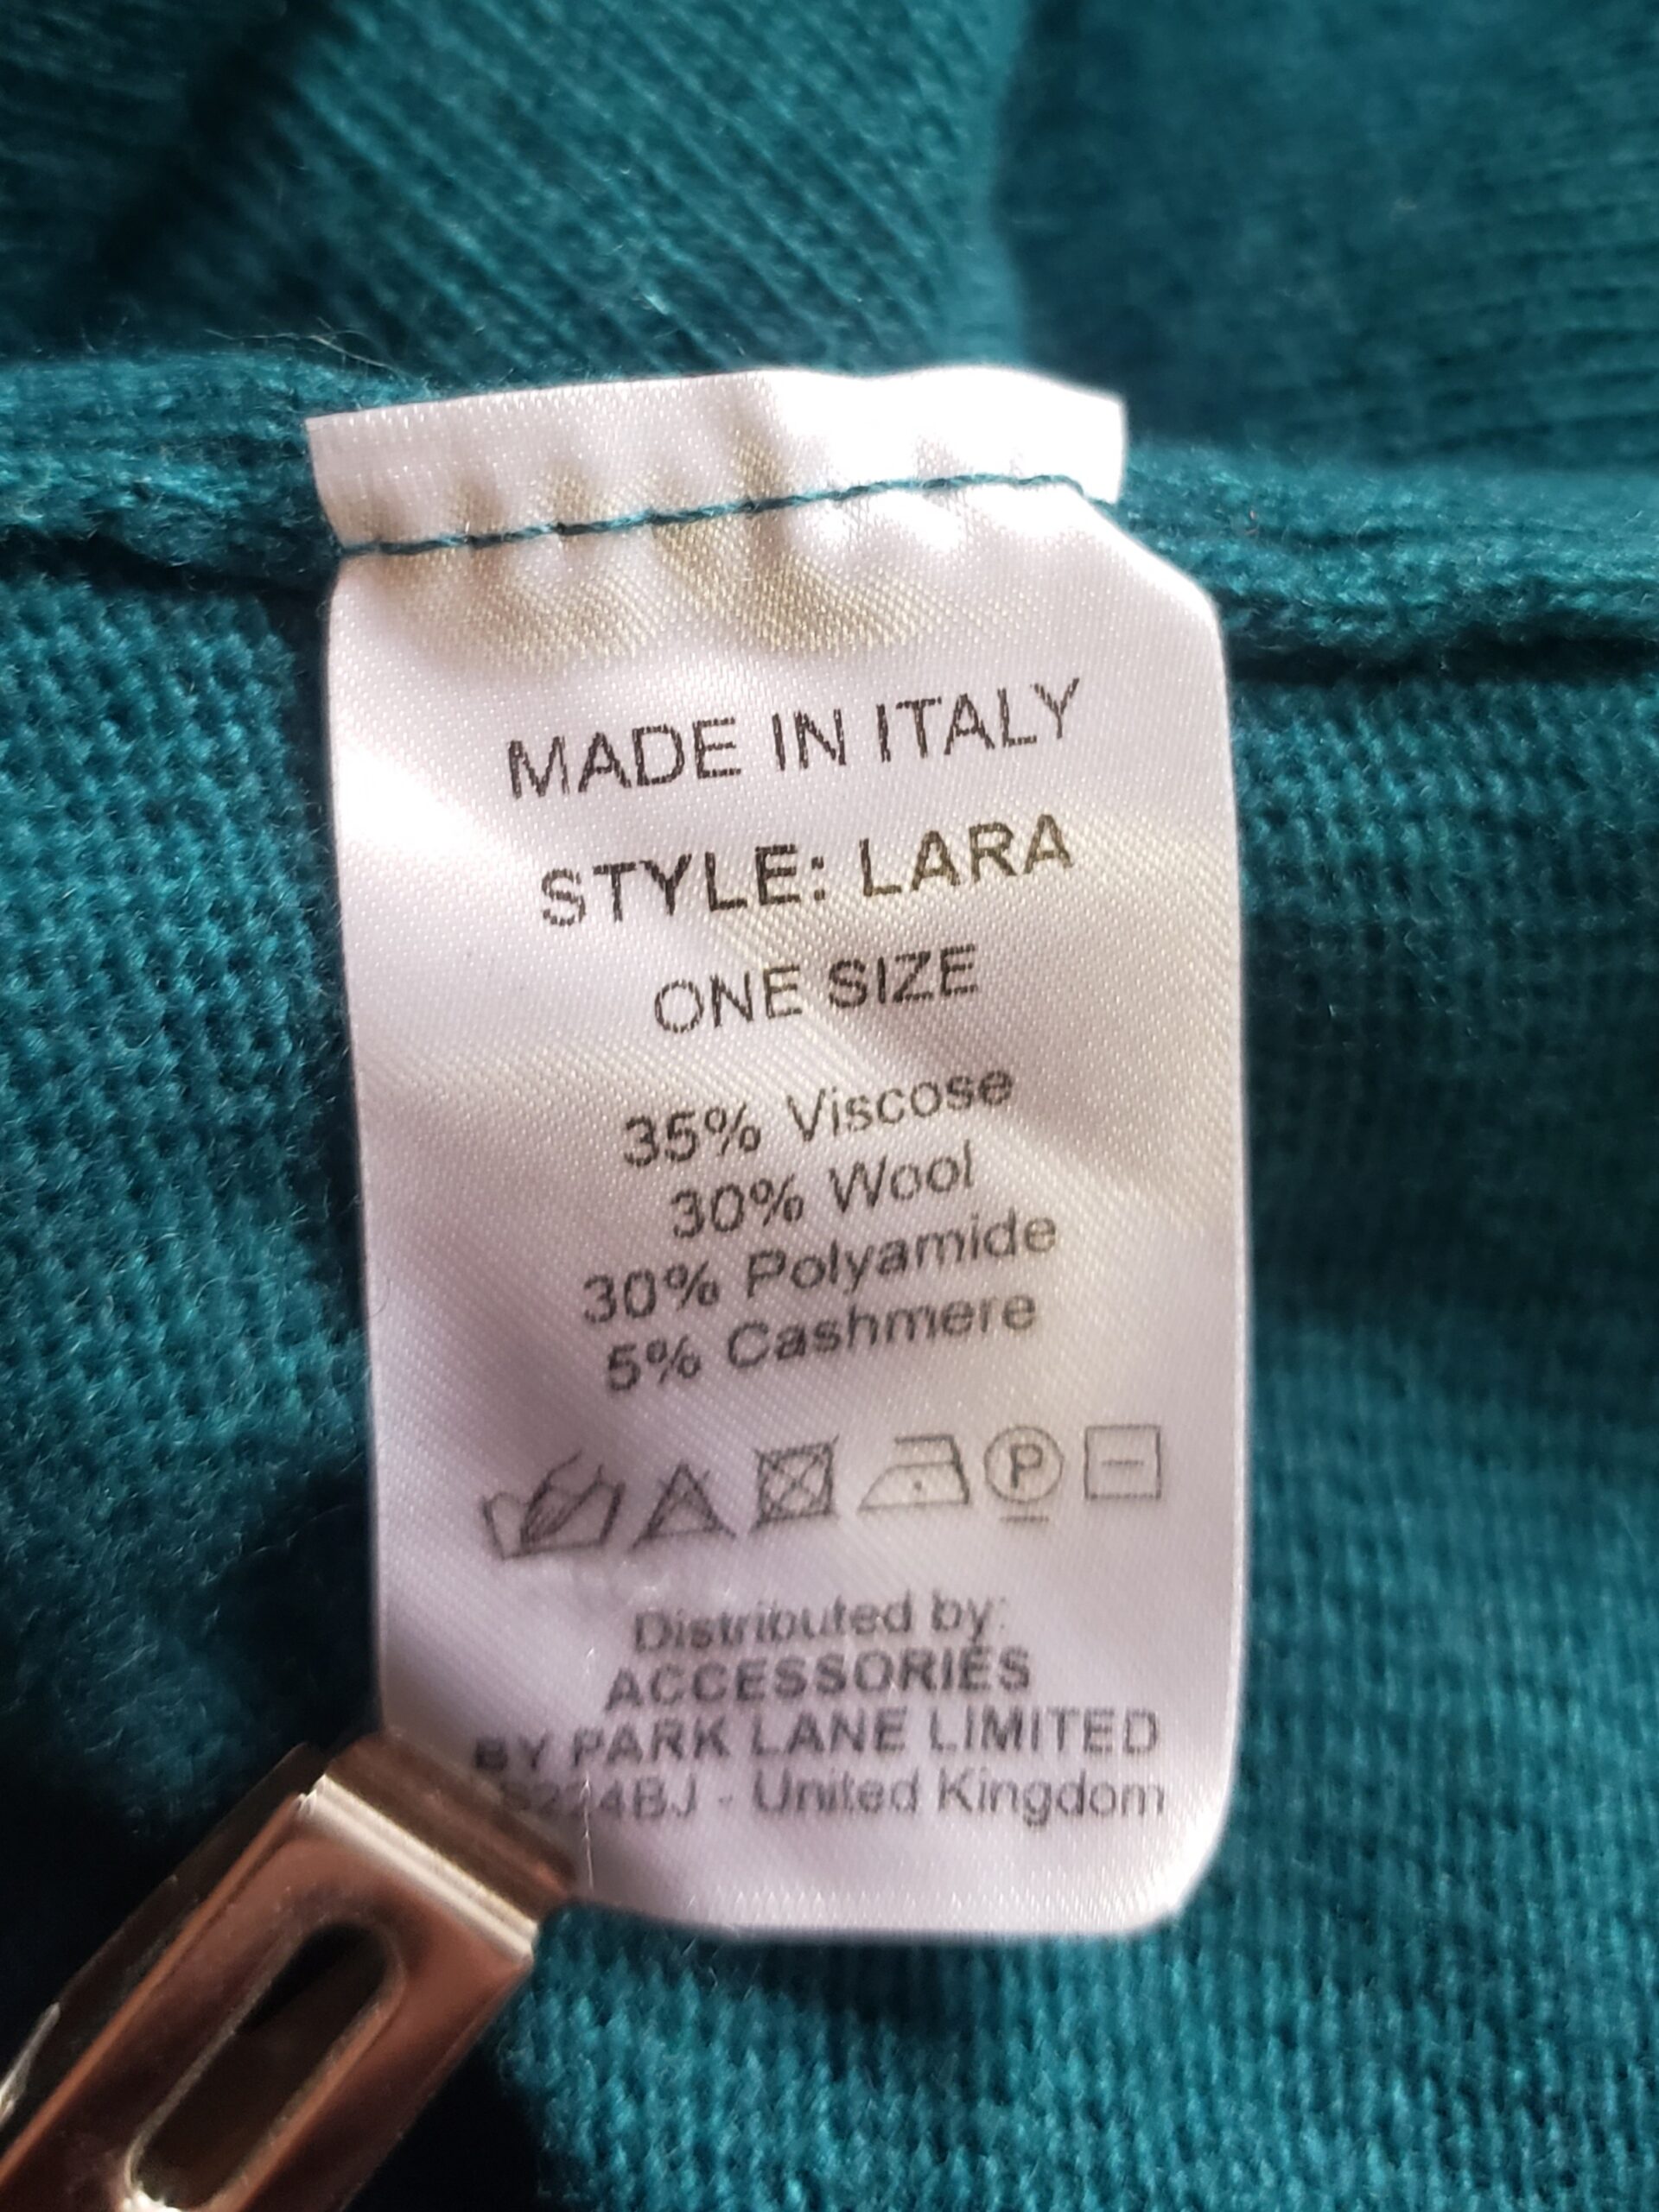 MADE IN ITALY
STYLE: LARA
ONE SIZE
35% Viscose
30% Wool
30% Polyamide
5% Cashmere
P
Distributed by:
ACCESSORIES
BY PARK LANE LIMITED
- United Kingdom